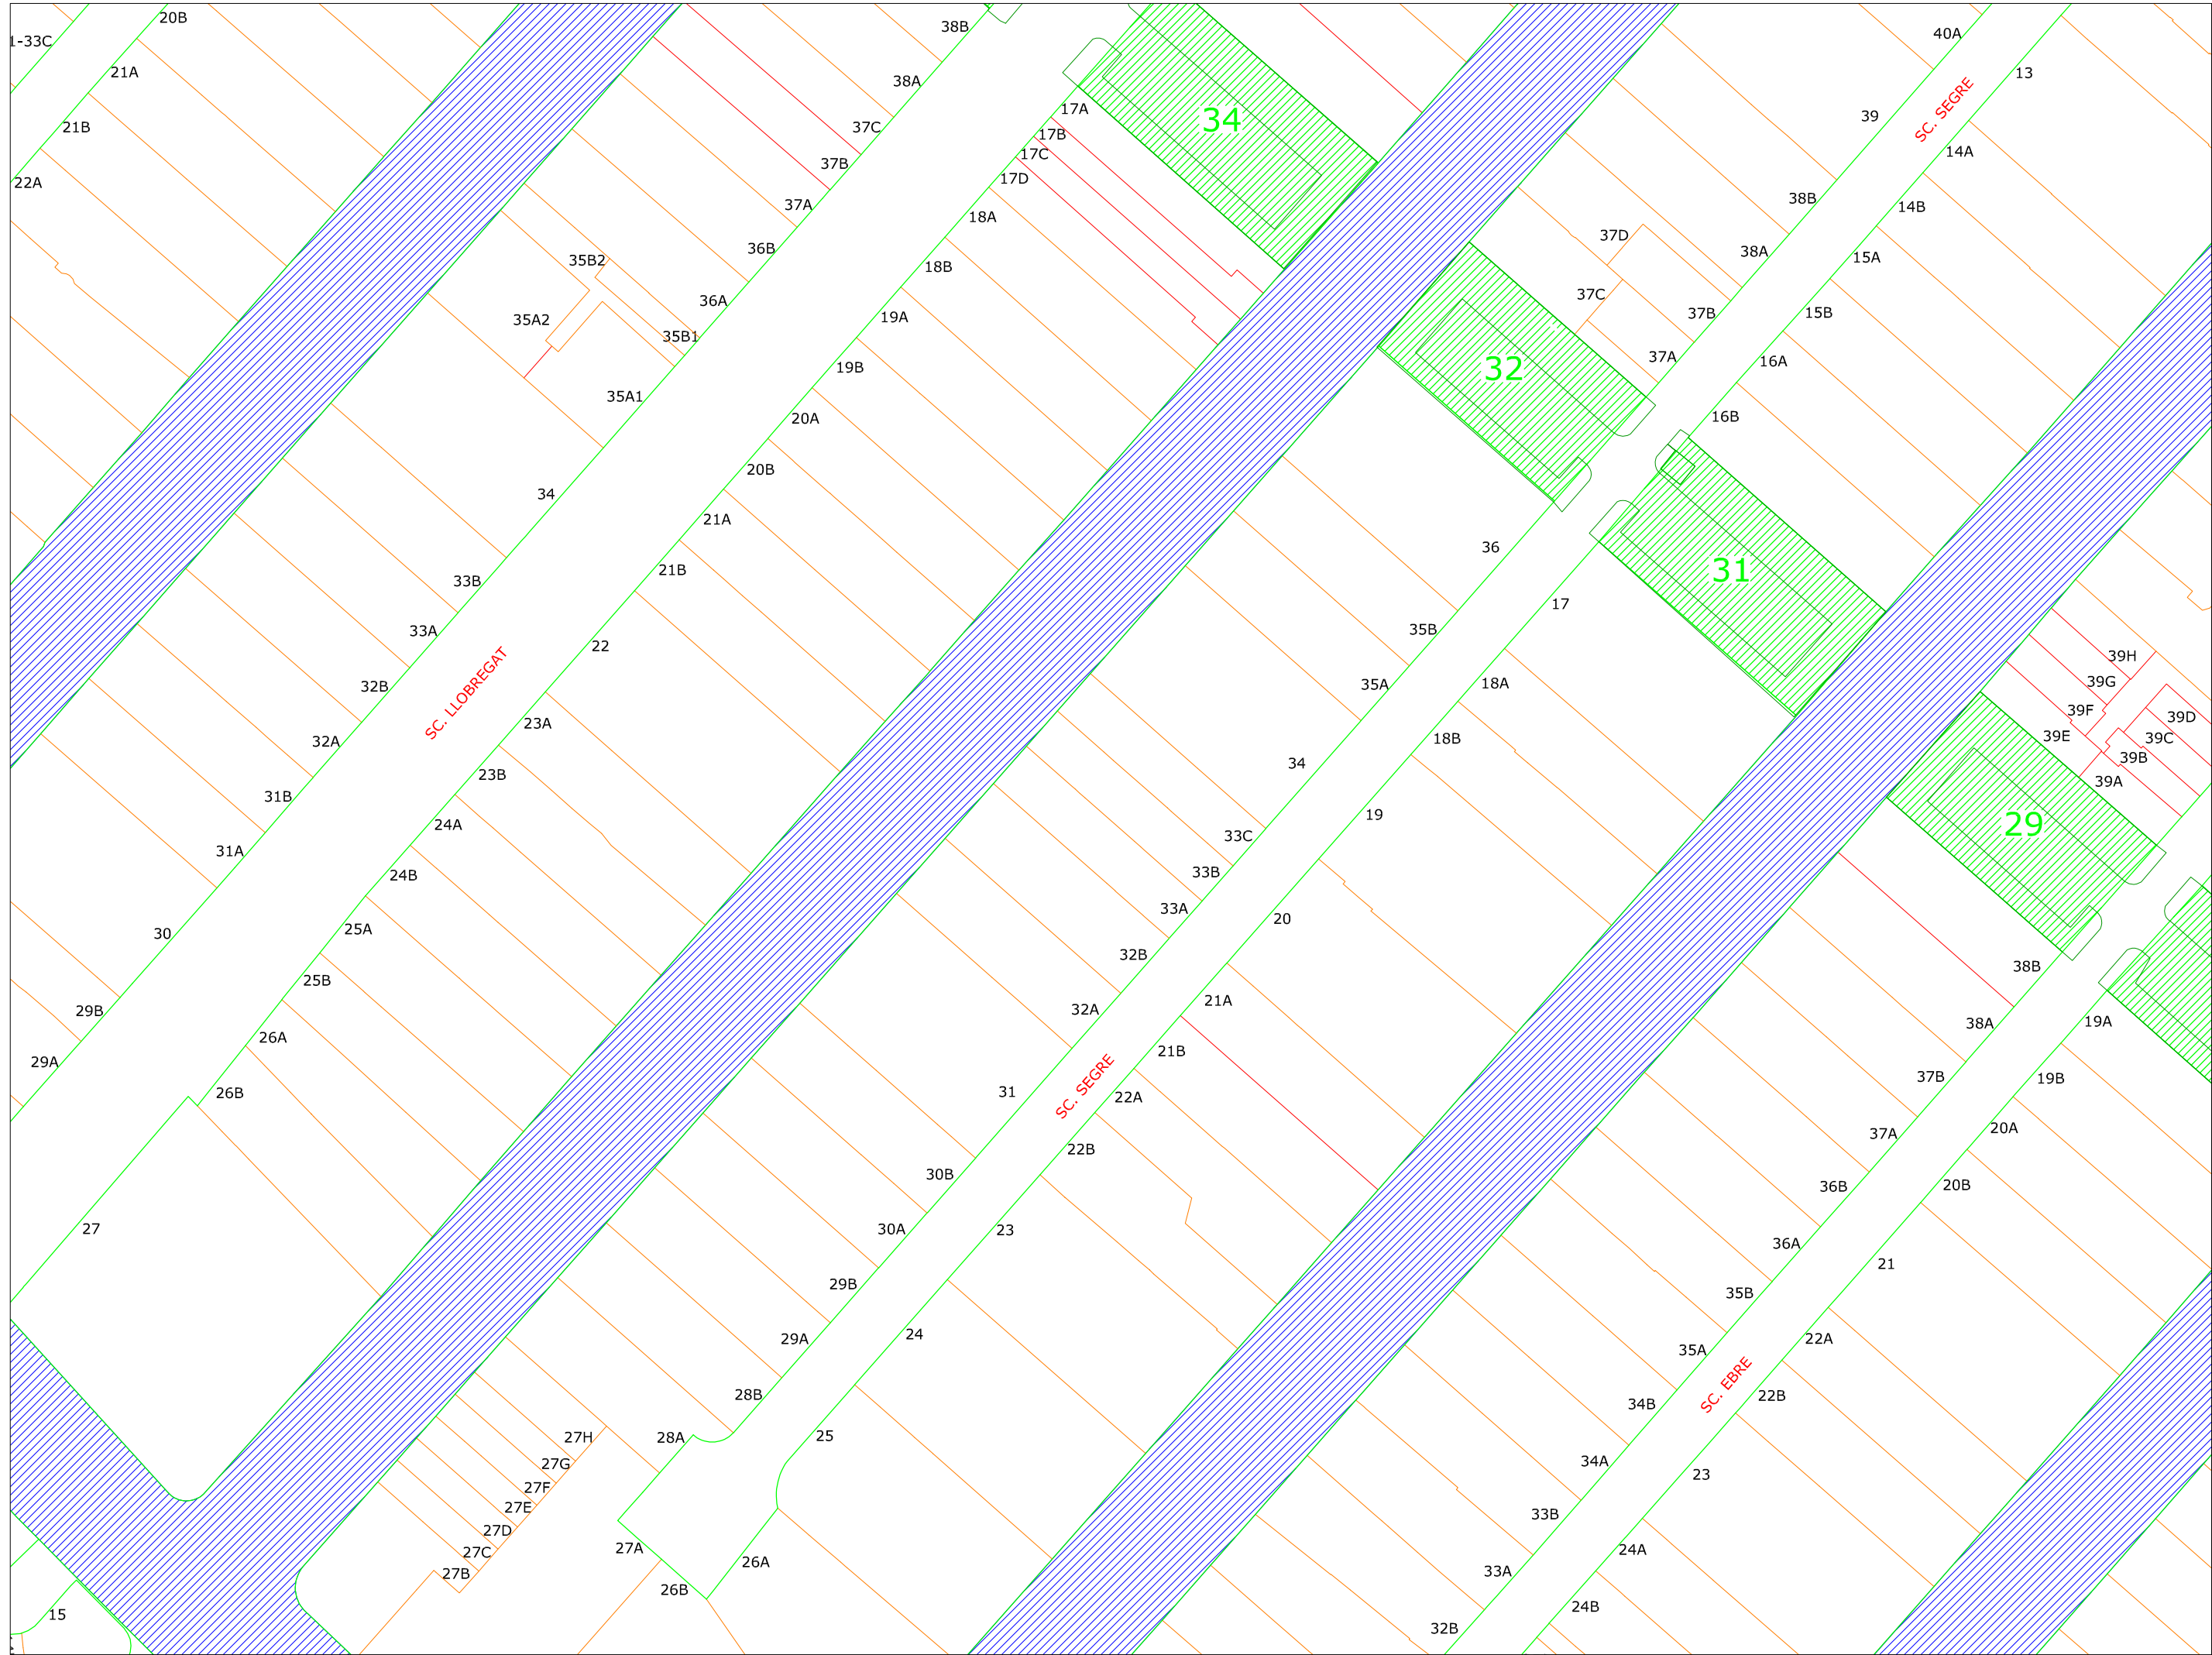 20B
38B
40A
1-33C
21A
38A
13
SC. SEGRE
17A
39
34
21B
37C
17B
17C
14A
37B
22A
17D
37A
38B
14B
18A
37D
36B
38A
15A
35B2
18B
37C
36A
37B
15B
35A2
19A
35B1
37A
16A
32
19B
35A1
20A
16B
20B
34
21A
36
31
21B
33B
17
33A
35B
22
39H
32B
35A
18A
39G
SC. LLOBREGAT
39F
39D
39E
39C
23A
32A
18B
39B
34
23B
39A
31B
19
24A
29
33C
31A
24B
33B
33A
20
25A
30
32B
38B
25B
21A
29B
32A
38A
19A
26A
21B
29A
SC. SEGRE
37B
19B
26B
31
22A
37A
20A
22B
30B
36B
20B
27
30A
23
36A
21
29B
35B
29A
24
22A
35A
28B
SC. EBRE
22B
34B
28A
25
27H
27G
34A
23
27F
27E
33B
27D
27A
24A
27C
26A
33A
27B
26B
24B
15
32B